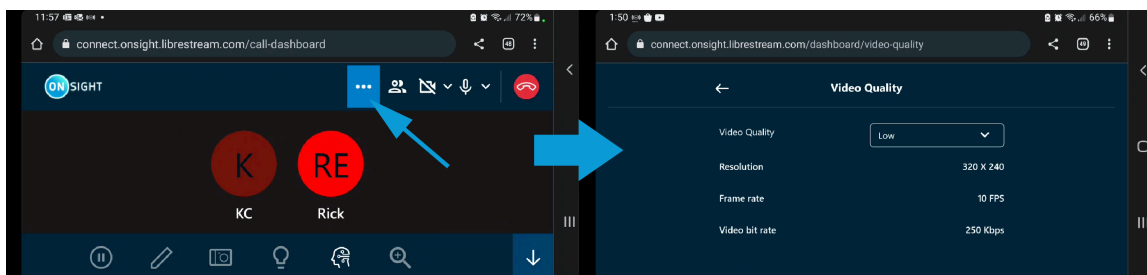 11:57
72%
connect.onsight.librestream.com/call-dashboard
48
ONSIGHT
K
RE
KC
Rick
1:50
66%
connect.onsight.librestream.com/dashboard/video-quality
49
Video Quality
Video Quality
Low
Resolution
320 X 240
Frame rate
10 FPS
Video bit rate
250 Kbps